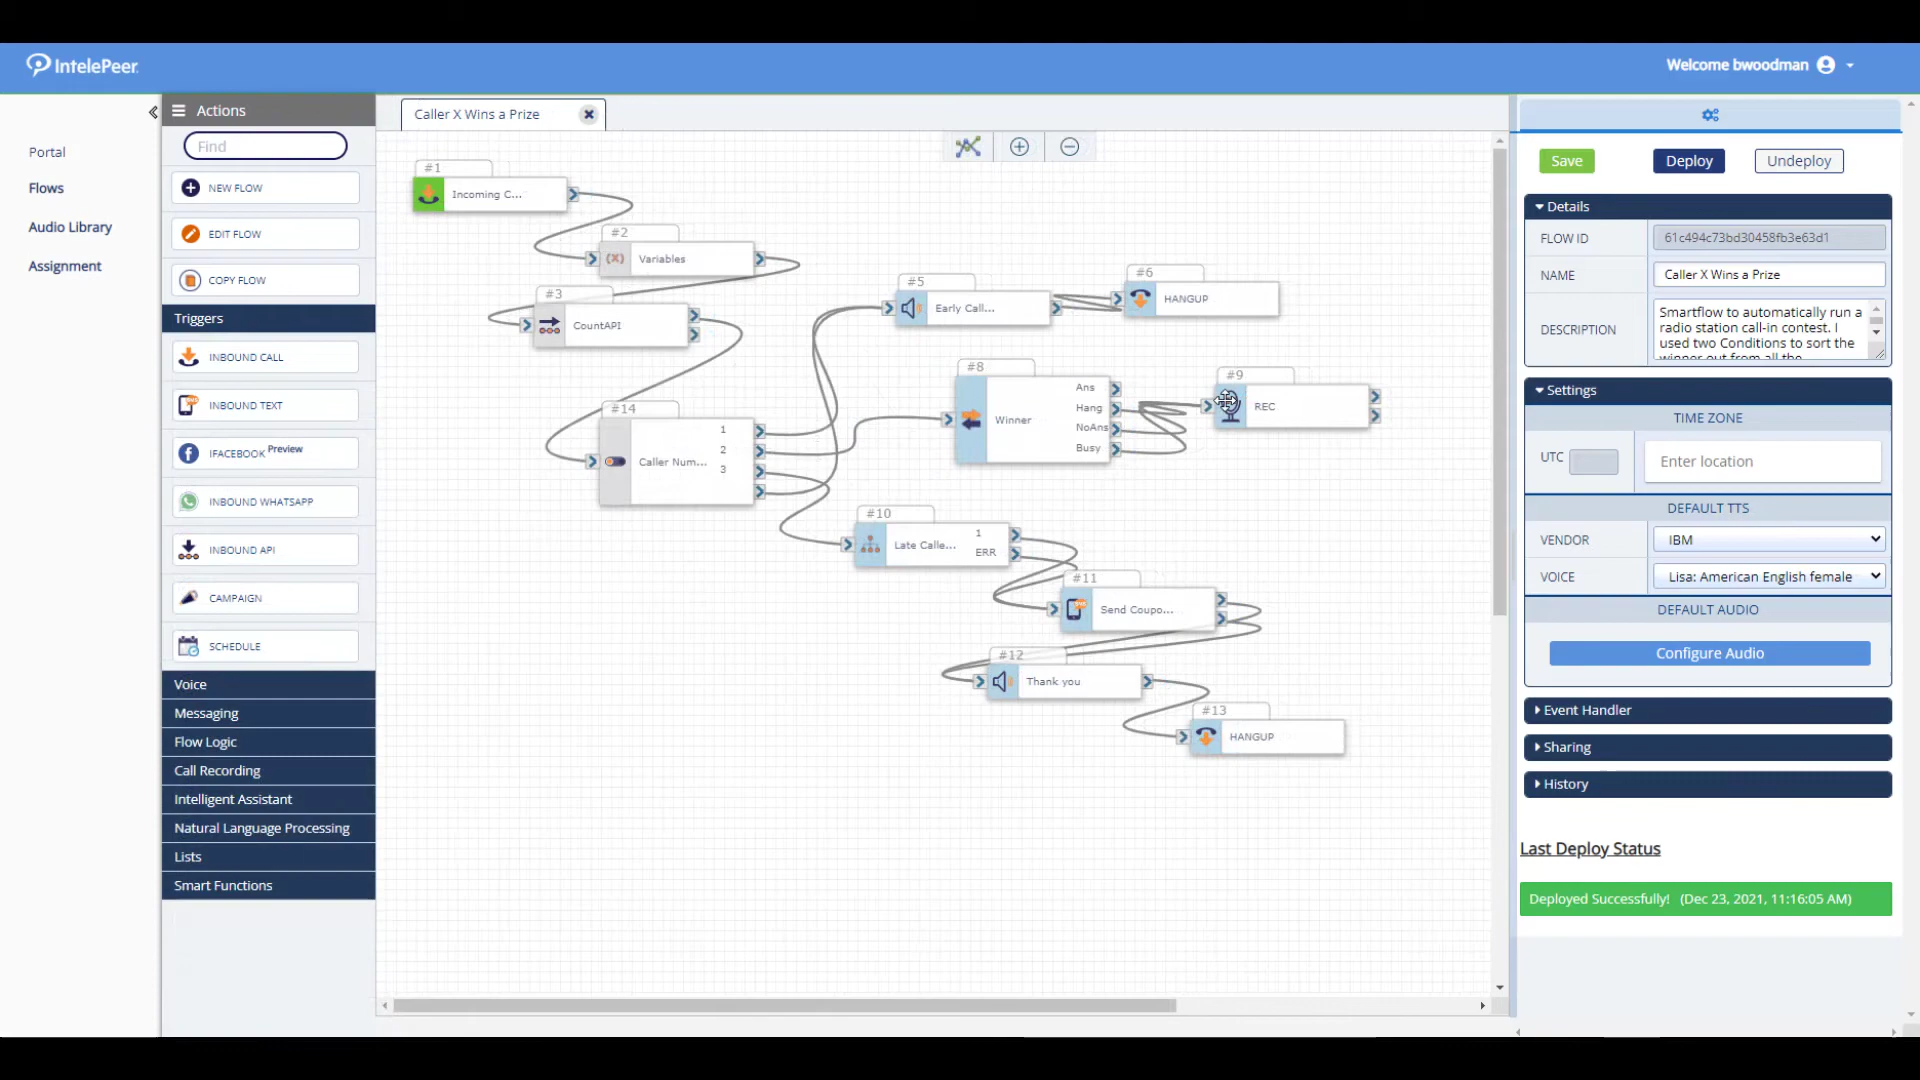 IntelePeer
Welcome bwoodman
Portal
Flows
Audio Library
Assignment
Actions
Find
NEW FLOW
EDIT FLOW
COPY FLOW
Triggers
INBOUND CALL
INBOUND TEXT
IFACEBOOK Preview
INBOUND WHATSAPP
INBOUND API
CAMPAIGN
SCHEDULE
Voice
Messaging
Flow Logic
Call Recording
Intelligent Assistant
Natural Language Processing
Lists
Smart Functions
Caller X Wins a Prize
#1
Incoming C...
#2
(X) Variables
#3
CountAPI
#14
Caller Num...
1
2
3
#5
Early Call...
#6
HANGUP
#8
Winner
Ans
Hang
NoAns
Busy
#9
REC
#10
Late Calle...
1
ERR
#11
Send Coupo...
#12
Thank you
#13
HANGUP
Save
Deploy
Undeploy
Details
FLOW ID
61c494c73bd30458fb3e63d1
NAME
Caller X Wins a Prize
DESCRIPTION
Smartflow to automatically run a
radio station call-in contest. I
used two Conditions to sort the
winner out from all the
Settings
TIME ZONE
UTC
Enter location
DEFAULT TTS
VENDOR
IBM
VOICE
Lisa: American English female
DEFAULT AUDIO
Configure Audio
Event Handler
Sharing
History
Last Deploy Status
Deployed Successfully! (Dec 23, 2021, 11:16:05 AM)